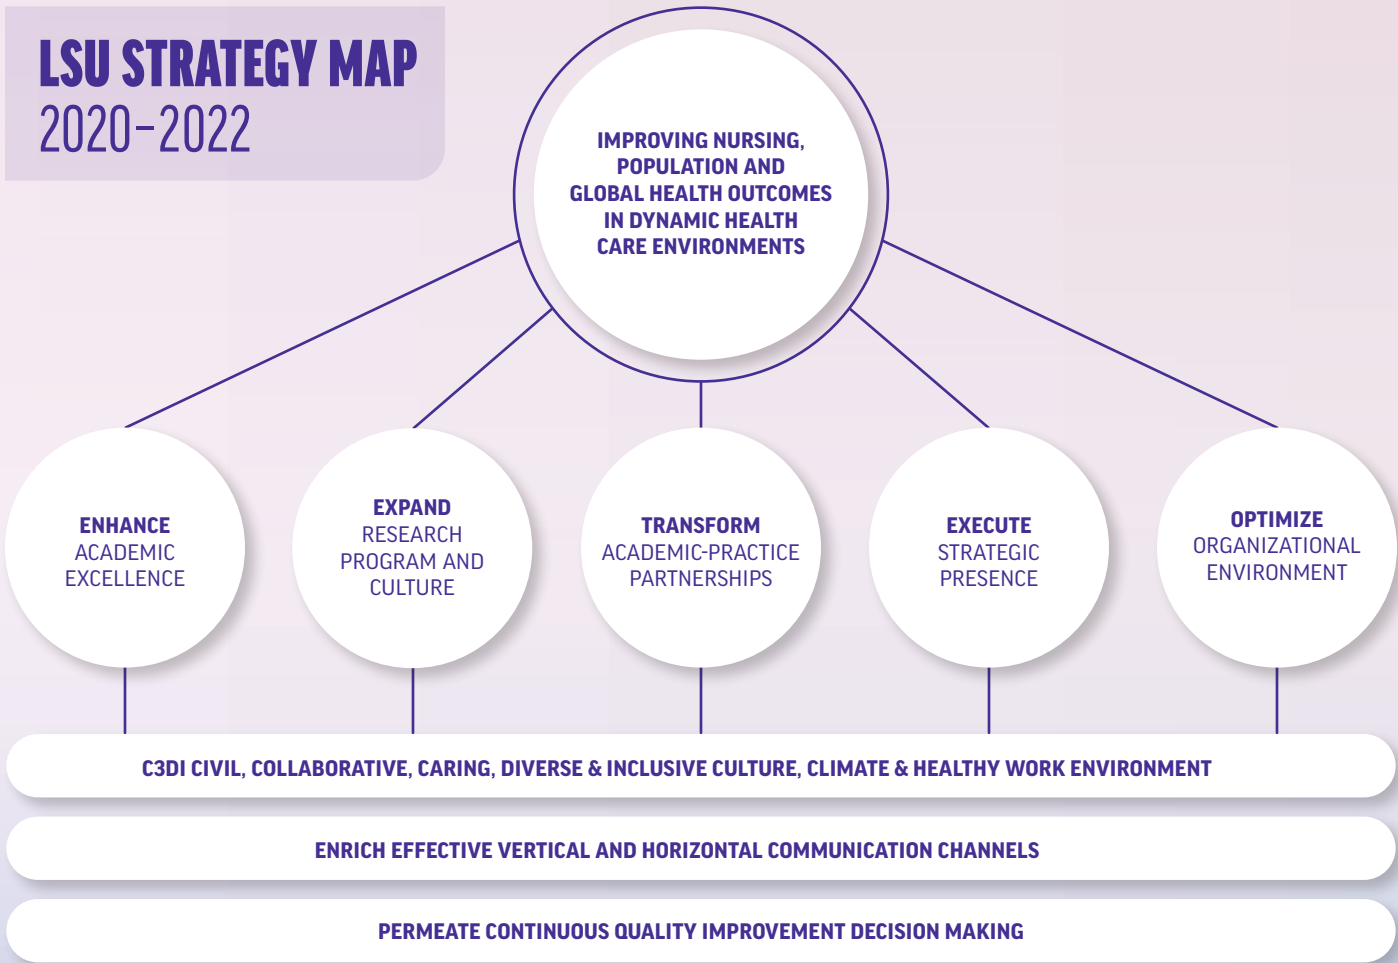 LSU STRATEGY MAP
2020–2022
IMPROVING NURSING,
POPULATION AND
GLOBAL HEALTH OUTCOMES
IN DYNAMIC HEALTH
CARE ENVIRONMENTS
ENHANCE
ACADEMIC
EXCELLENCE
EXPAND
RESEARCH
PROGRAM AND
CULTURE
TRANSFORM
ACADEMIC-PRACTICE
PARTNERSHIPS
EXECUTE
STRATEGIC
PRESENCE
OPTIMIZE
ORGANIZATIONAL
ENVIRONMENT
C3DI CIVIL, COLLABORATIVE, CARING, DIVERSE & INCLUSIVE CULTURE, CLIMATE & HEALTHY WORK ENVIRONMENT
ENRICH EFFECTIVE VERTICAL AND HORIZONTAL COMMUNICATION CHANNELS
PERMEATE CONTINUOUS QUALITY IMPROVEMENT DECISION MAKING